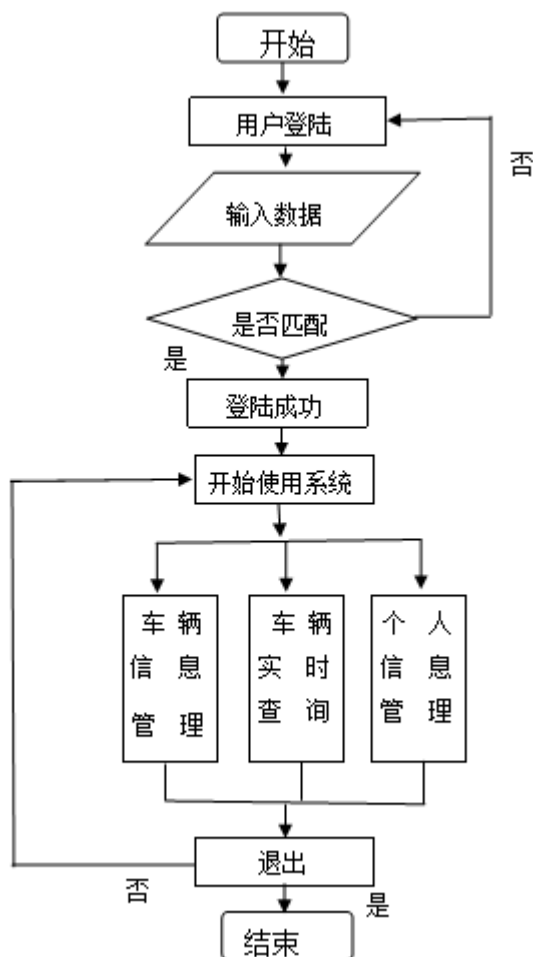 开始
用户登陆
否
输入数据
是否匹配
是
登陆成功
开始使用系统
车辆
信息
管理
车辆
实时
查询
个人
信息
管理
退出
否
是
结束